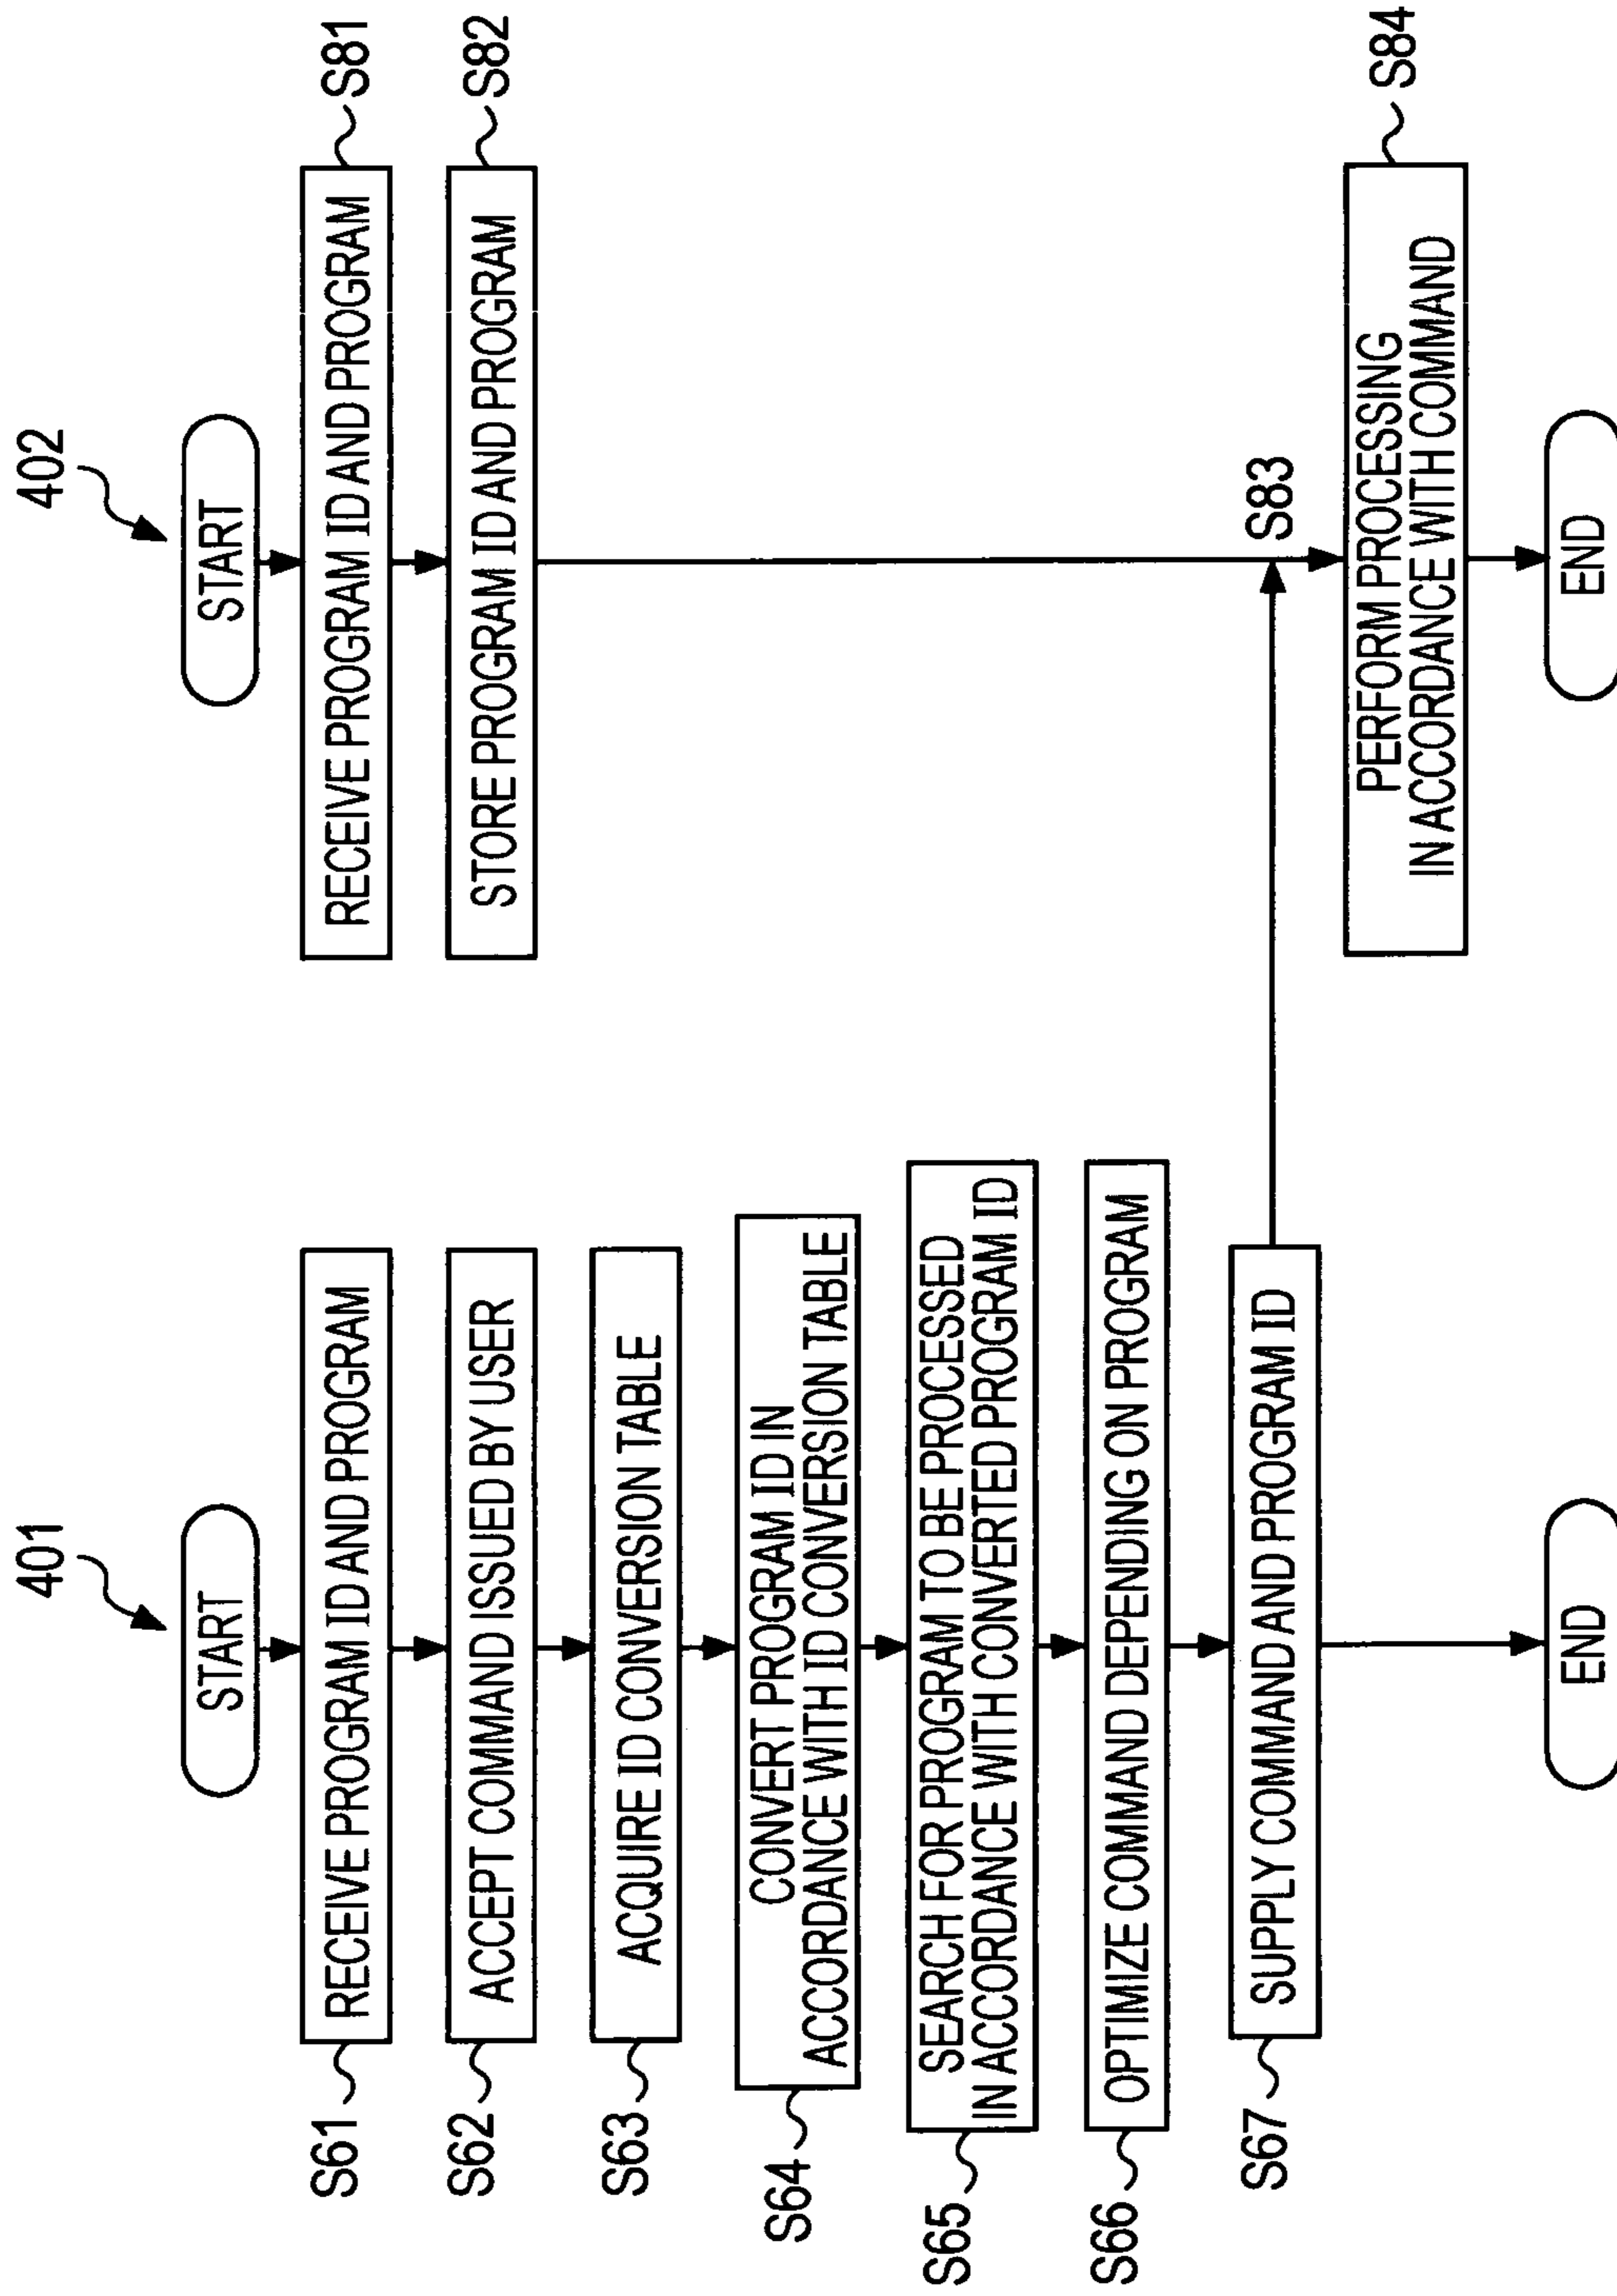 401
START
S61
RECEIVE PROGRAM ID AND PROGRAM
S62
ACCEPT COMMAND ISSUED BY USER
S63
ACQUIRE ID CONVERSION TABLE
S64
CONVERT PROGRAM ID IN
ACCORDANCE WITH ID CONVERSION TABLE
S65
SEARCH FOR PROGRAM TO BE PROCESSED
IN ACCORDANCE WITH CONVERTED PROGRAM ID
S66
OPTIMIZE COMMAND DEPENDING ON PROGRAM
S67
SUPPLY COMMAND AND PROGRAM ID
END
402
START
RECEIVE PROGRAM ID AND PROGRAM
S81
STORE PROGRAM ID AND PROGRAM
S82
S83
PERFORM PROCESSING
IN ACCORDANCE WITH COMMAND
S84
END